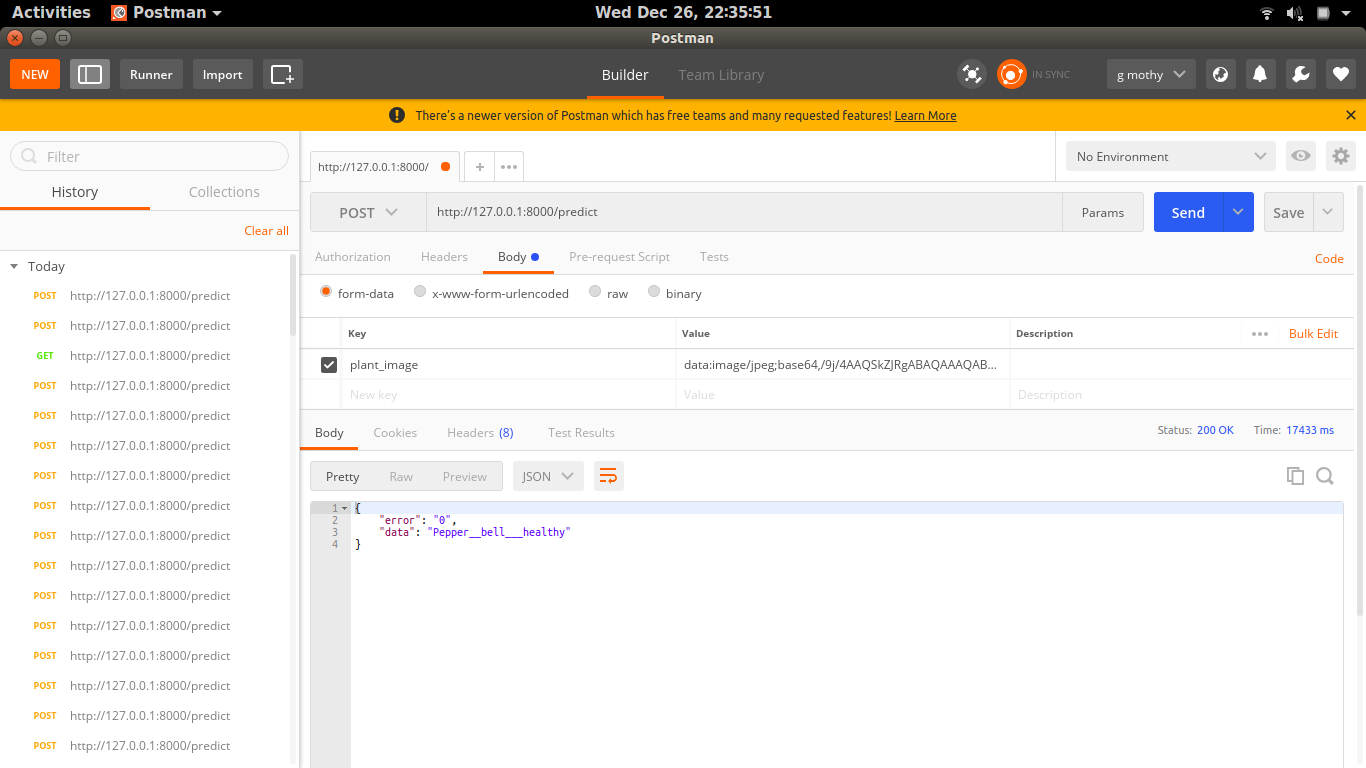 Activities Postman Wed Dec 26, 22:35:51
Postman
NEW Runner Import Builder Team Library IN SYNC g mothy
There's a newer version of Postman which has free teams and many requested features! Learn More
Filter
History Collections
Clear all
Today
POST http://127.0.0.1:8000/predict
POST http://127.0.0.1:8000/predict
GET http://127.0.0.1:8000/predict
POST http://127.0.0.1:8000/predict
POST http://127.0.0.1:8000/predict
POST http://127.0.0.1:8000/predict
POST http://127.0.0.1:8000/predict
POST http://127.0.0.1:8000/predict
POST http://127.0.0.1:8000/predict
POST http://127.0.0.1:8000/predict
POST http://127.0.0.1:8000/predict
POST http://127.0.0.1:8000/predict
POST http://127.0.0.1:8000/predict
POST http://127.0.0.1:8000/predict
POST http://127.0.0.1:8000/predict
POST http://127.0.0.1:8000/predict
http://127.0.0.1:8000/ No Environment
POST http://127.0.0.1:8000/predict Params Send Save
Authorization Headers Body Pre-request Script Tests Code
form-data x-www-form-urlencoded raw binary
Key Value Description Bulk Edit
plant_image data:image/jpeg;base64,/9j/4AAQSkZJRgABAQAAAQAB...
New key Value Description
Body Cookies Headers (8) Test Results Status: 200 OK Time: 17433 ms
Pretty Raw Preview JSON
1 {
2 "error": "0",
3 "data": "Pepper__bell___healthy"
4 }